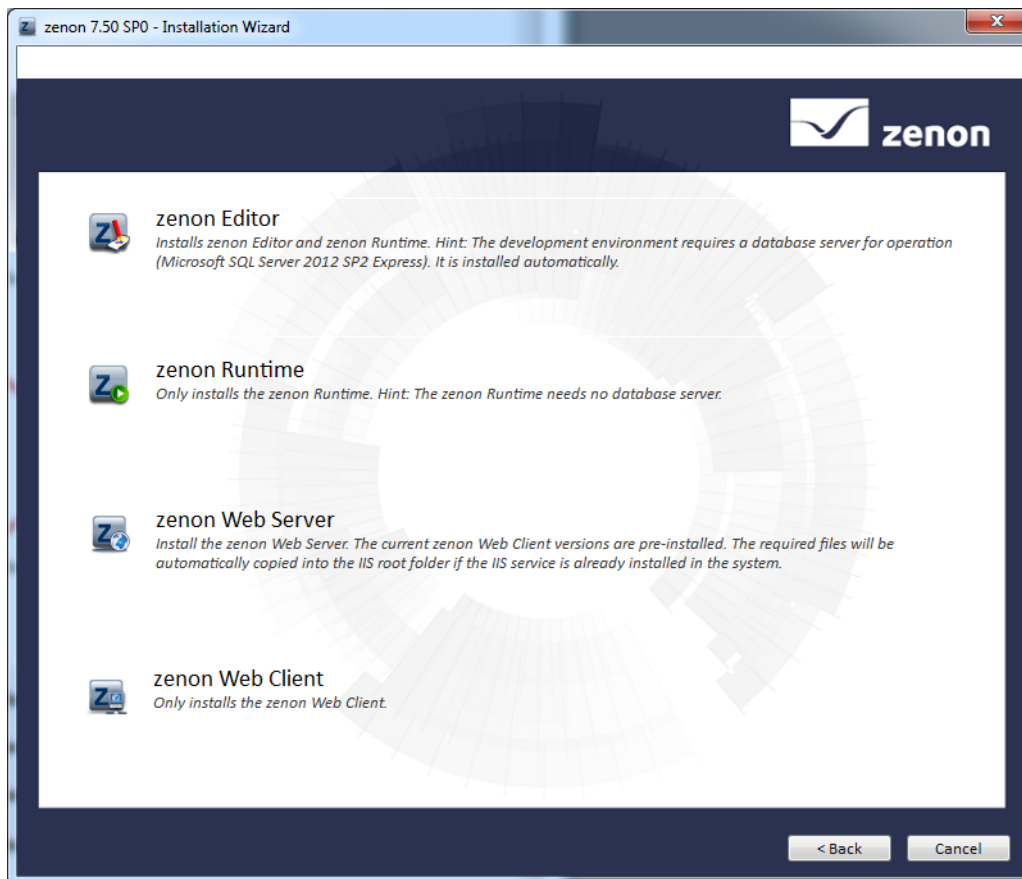 zenon 7.50 SP0 - Installation Wizard
zenon
zenon Editor
Installs zenon Editor and zenon Runtime. Hint: The development environment requires a database server for operation
(Microsoft SQL Server 2012 SP2 Express). It is installed automatically.
zenon Runtime
Only installs the zenon Runtime. Hint: The zenon Runtime needs no database server.
zenon Web Server
Install the zenon Web Server. The current zenon Web Client versions are pre-installed. The required files will be
automatically copied into the IIS root folder if the IIS service is already installed in the system.
zenon Web Client
Only installs the zenon Web Client.
< Back Cancel